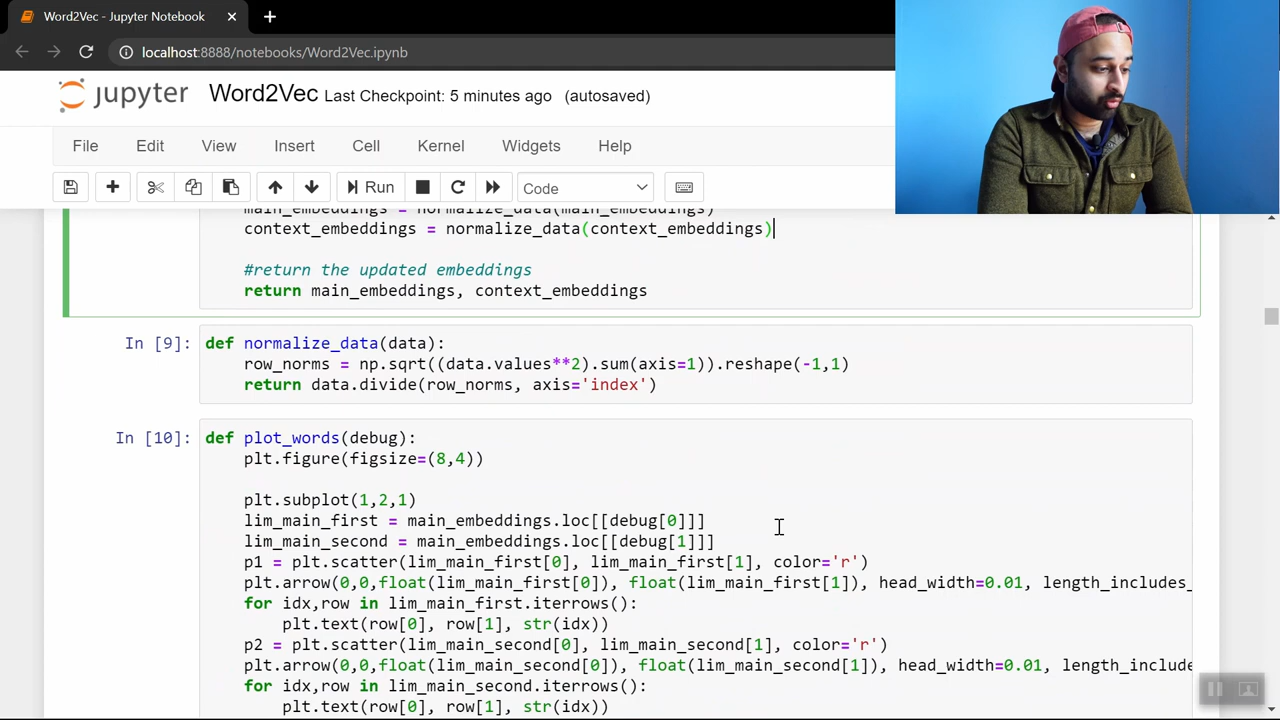 Word2Vec - Jupyter Notebook
localhost:8888/notebooks/Word2Vec.ipynb
jupyter Word2Vec Last Checkpoint: 5 minutes ago (autosaved)
File Edit View Insert Cell Kernel Widgets Help
Run Code
main_embeddings = normalize_data(main_embeddings)
context_embeddings = normalize_data(context_embeddings)
#return the updated embeddings
return main_embeddings, context_embeddings
In [9]: def normalize_data(data):
row_norms = np.sqrt((data.values**2).sum(axis=1)).reshape(-1,1)
return data.divide(row_norms, axis='index')
In [10]: def plot_words(debug):
plt.figure(figsize=(8,4))
plt.subplot(1,2,1)
lim_main_first = main_embeddings.loc[[debug[0]]]
lim_main_second = main_embeddings.loc[[debug[1]]]
p1 = plt.scatter(lim_main_first[0], lim_main_first[1], color='r')
plt.arrow(0,0,float(lim_main_first[0]), float(lim_main_first[1]), head_width=0.01, length_includes_
for idx,row in lim_main_first.iterrows():
plt.text(row[0], row[1], str(idx))
p2 = plt.scatter(lim_main_second[0], lim_main_second[1], color='r')
plt.arrow(0,0,float(lim_main_second[0]), float(lim_main_second[1]), head_width=0.01, length_include
for idx,row in lim_main_second.iterrows():
plt.text(row[0], row[1], str(idx))